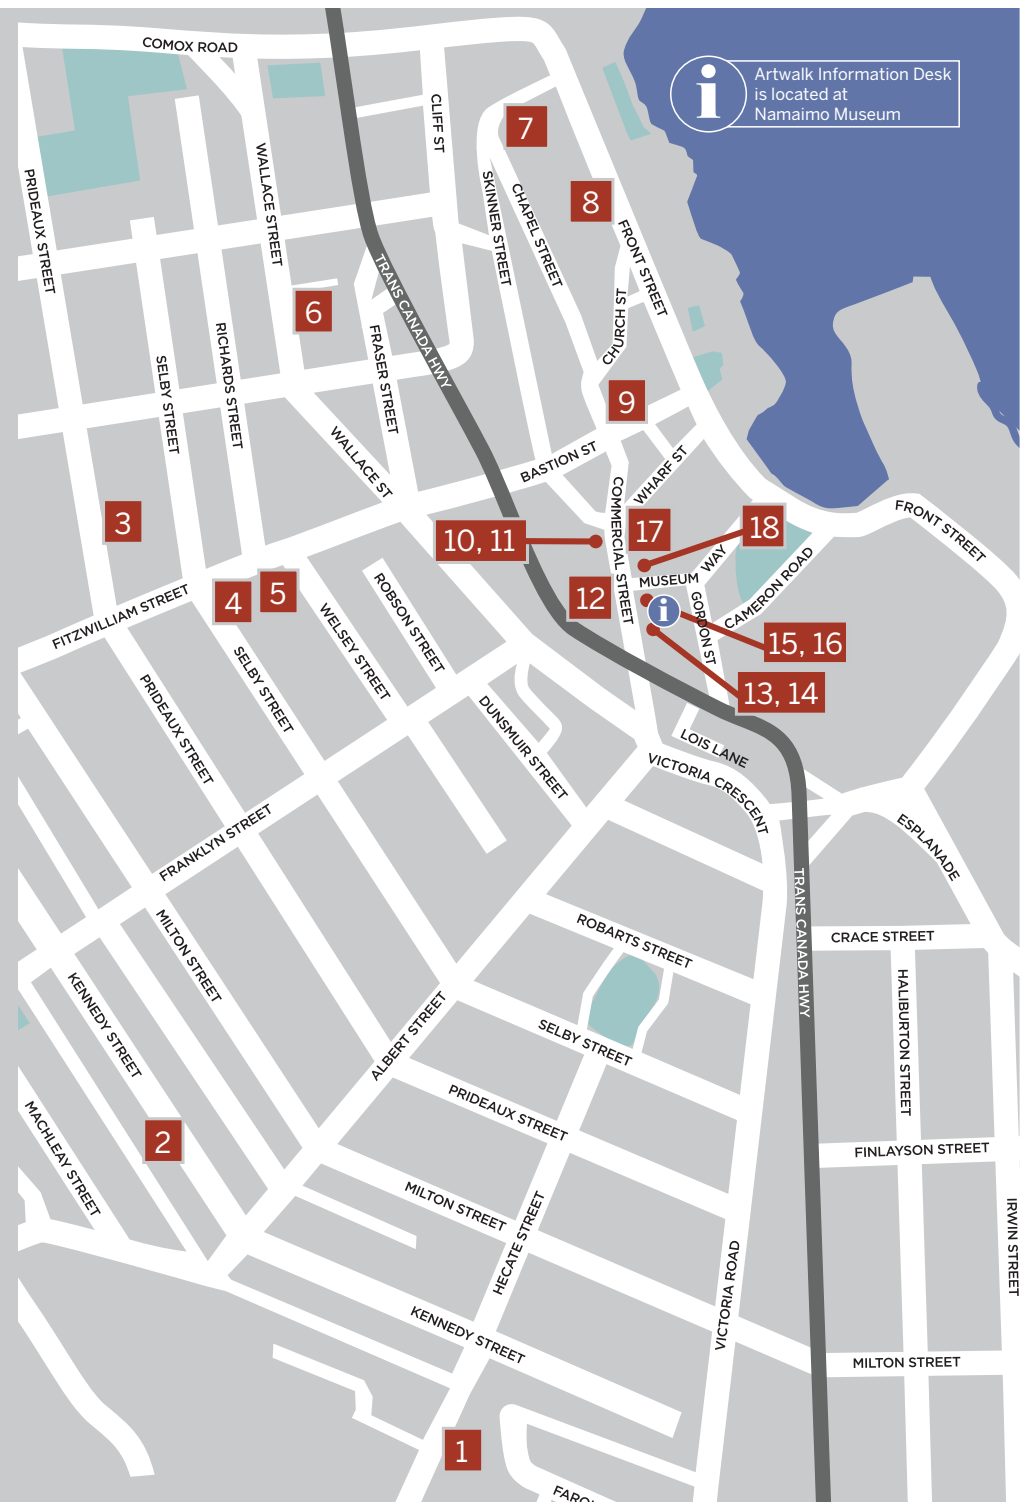 COMOX ROAD
Artwalk Information Desk
is located at
Namaimo Museum
i
CLIFF ST
7
WALLACE STREET
PRIDEAUX STREET
SKINNER STREET
CHAPEL STREET
8
FRONT STREET
TRANS CANADA HWY
6
CHURCH ST
RICHARDS STREET
FRASER STREET
SELBY STREET
9
WALLACE ST
BASTION ST
WHARF ST
COMMERCIAL STREET
3
10, 11
17
18
FRONT STREET
WAY
MUSEUM
CAMERON ROAD
GORDON ST
4
5
12
i
FITZWILLIAM STREET
ROBSON STREET
WELSEY STREET
15, 16
13, 14
SELBY STREET
PRIDEAUX STREET
DUNSMUIR STREET
LOIS LANE
VICTORIA CRESCENT
FRANKLYN STREET
ESPLANADE
TRANS CANADA HWY
MILTON STREET
ROBARTS STREET
CRACE STREET
KENNEDY STREET
HALIBURTON STREET
ALBERT STREET
SELBY STREET
PRIDEAUX STREET
MACHLEAY STREET
2
FINLAYSON STREET
MILTON STREET
HECATE STREET
IRWIN STREET
VICTORIA ROAD
KENNEDY STREET
MILTON STREET
1